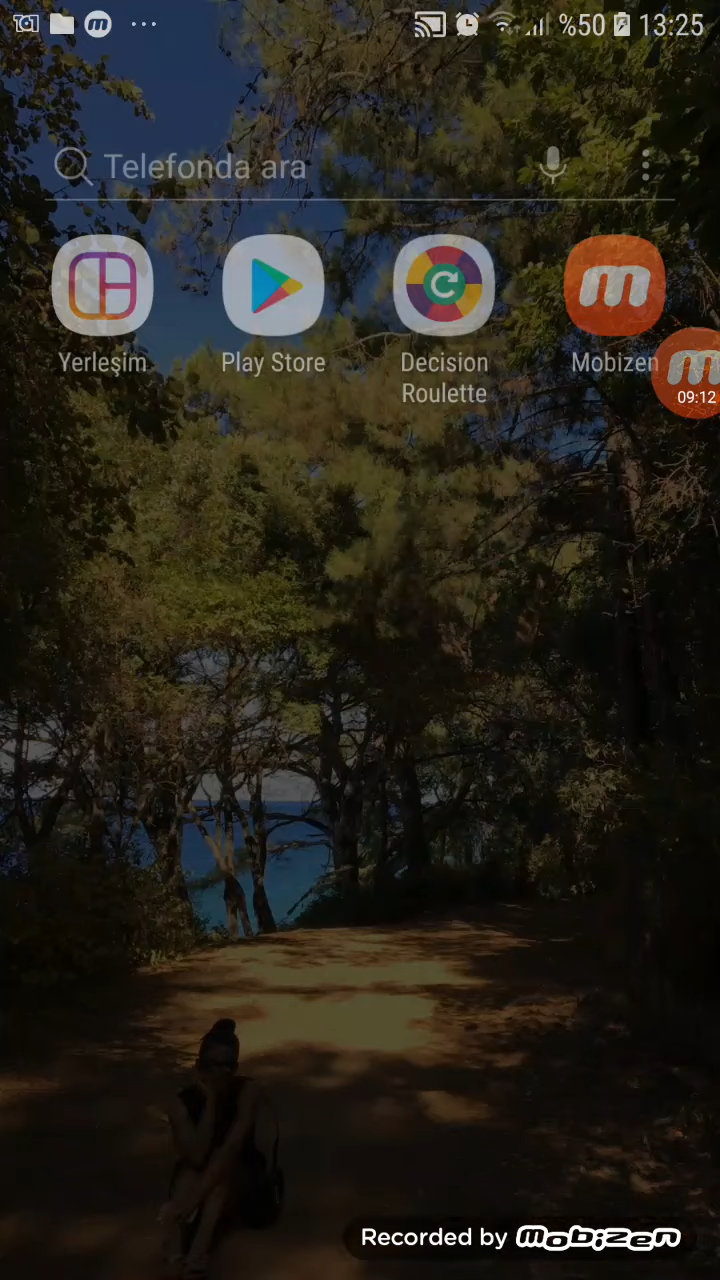 %50 13:25
Telefonda ara
Yerleşim Play Store Decision Roulette Mobizen
09:12
Recorded by mobizen